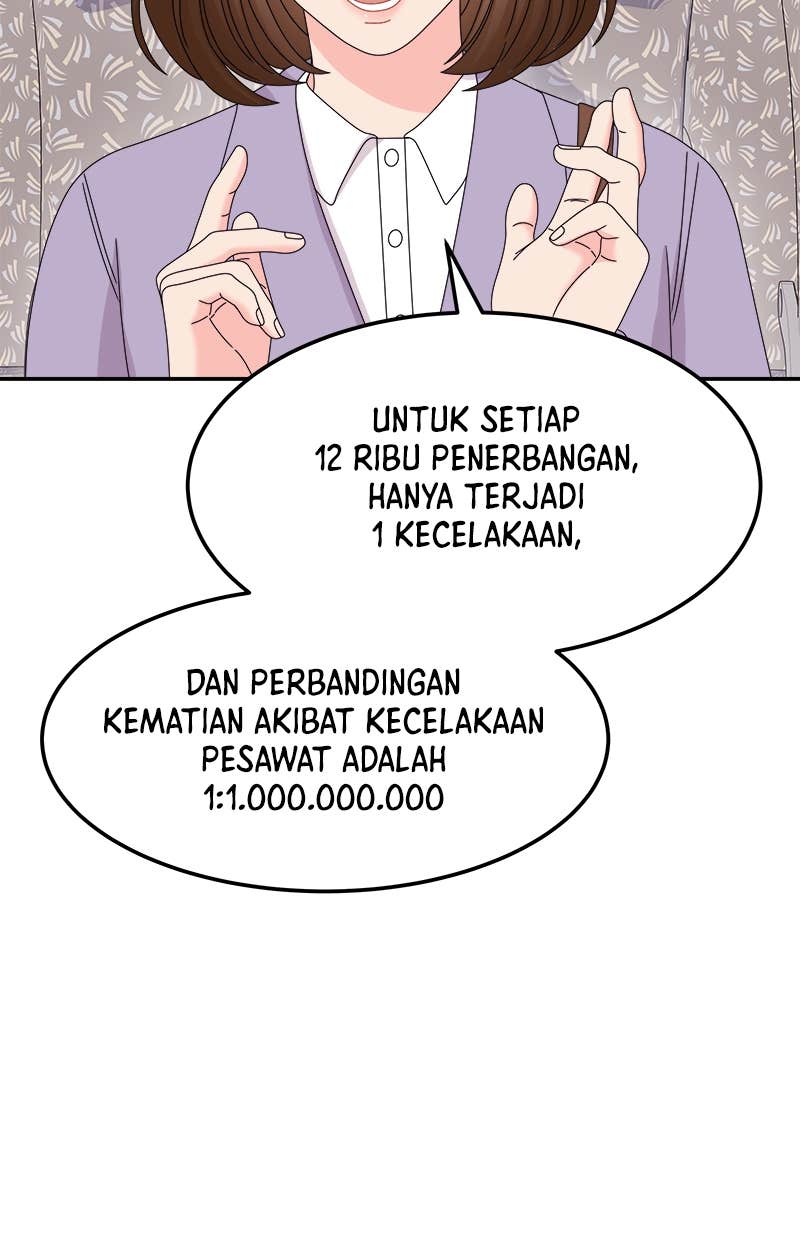 UNTUK SETIAP
12 RIBU PENERBANGAN,
HANYA TERJADI
1 KECELAKAAN,
DAN PERBANDINGAN
KEMATIAN AKIBAT KECELAKAAN
PESAWAT ADALAH
1:1.000.000.000